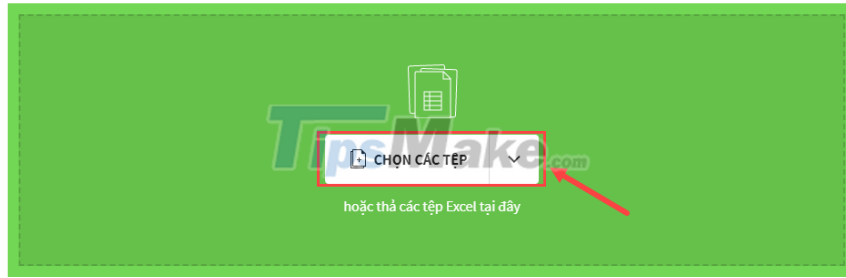 TipsMake.com
CHỌN CÁC TỆP
hoặc thả các tệp Excel tại đây